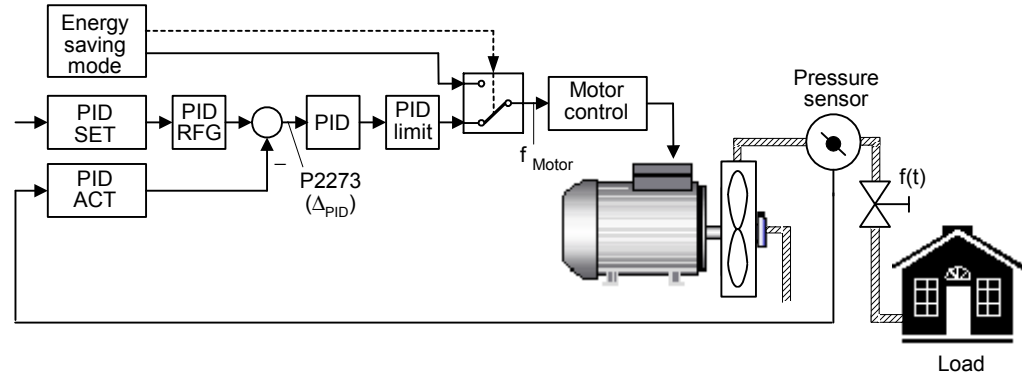 Energy
saving
mode
PID
SET
PID
RFG
PID
PID
limit
Motor
control
Pressure
sensor
–
PID
ACT
P2273
(Δ_PID)
f Motor
f(t)
Load